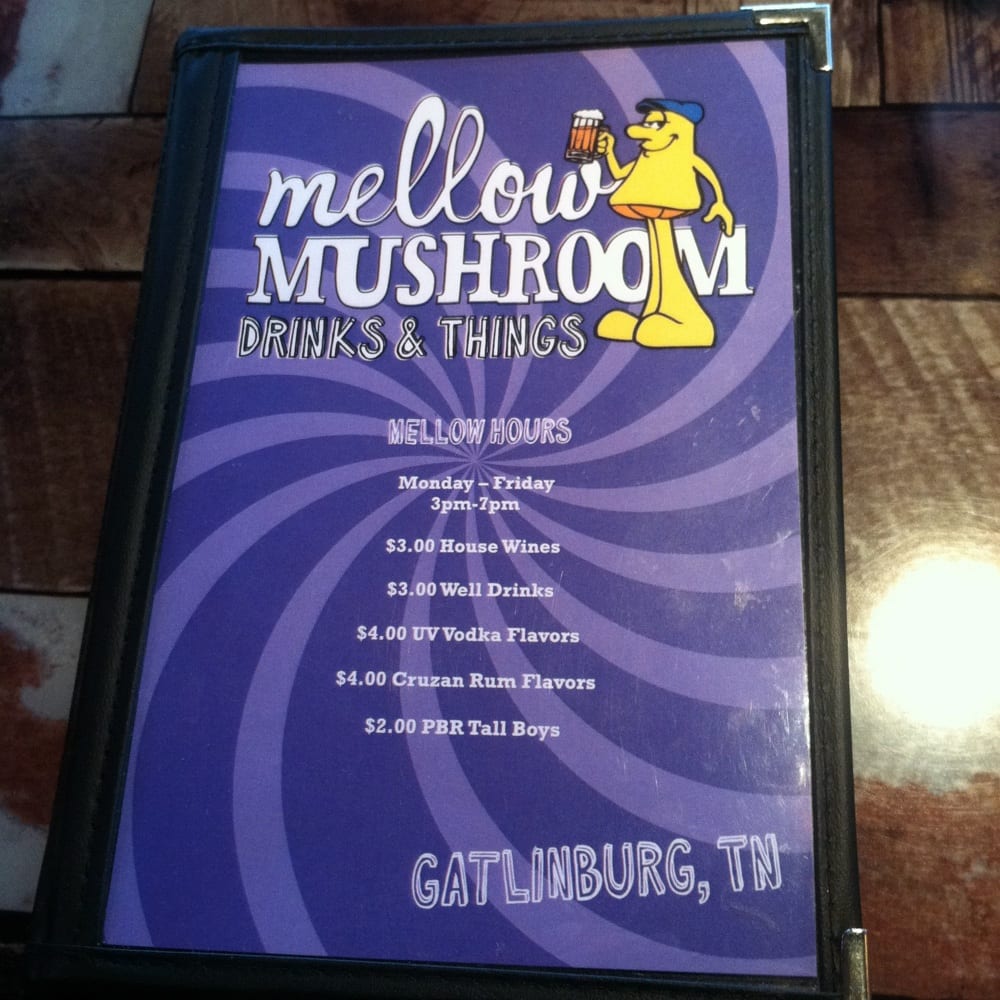 mellow
MUSHROOM
DRINKS & THINGS
MELLOW HOURS
Monday – Friday
3pm-7pm
$3.00 House Wines
$3.00 Well Drinks
$4.00 UV Vodka Flavors
$4.00 Cruzan Rum Flavors
$2.00 PBR Tall Boys
GATLINBURG, TN